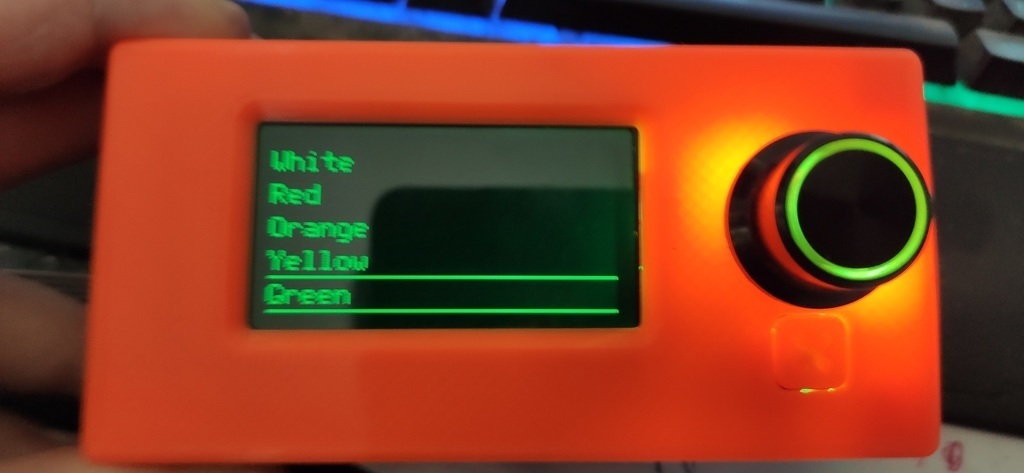 White
Red
Orange
Yellow
Green